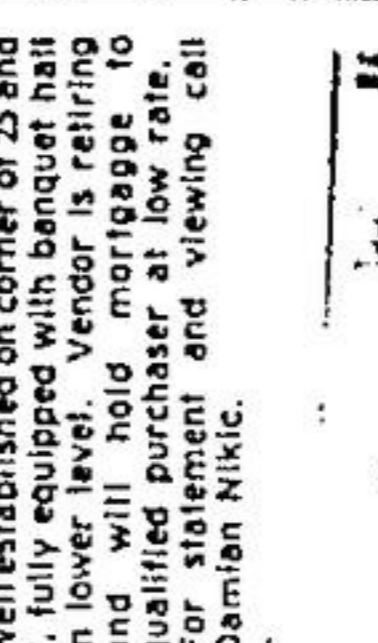 well established on corner of 25 and
, fully equipped with banquet hall
n lower level. Vendor is retiring
nd will hold mortgagge to
ualified purchaser at low rate.
For statement and viewing call
Damian Nikic.